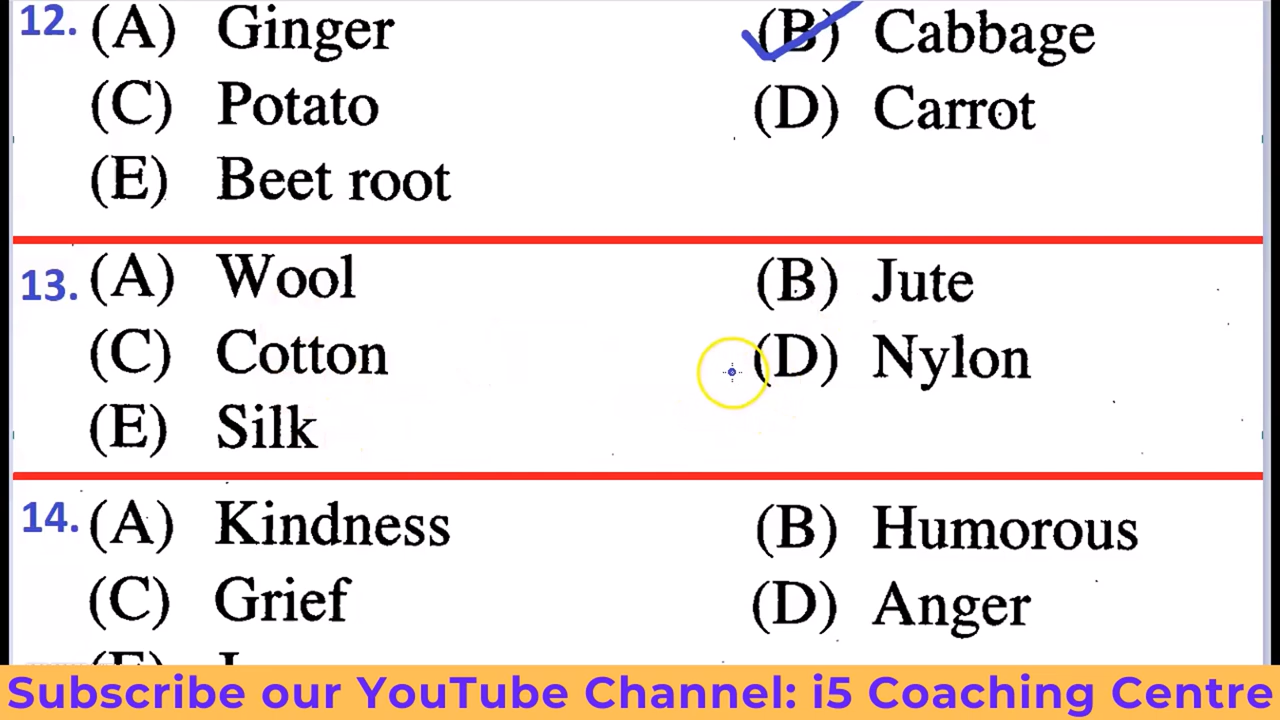 12. (A) Ginger (B) Cabbage
(C) Potato (D) Carrot
(E) Beet root
13. (A) Wool (B) Jute
(C) Cotton (D) Nylon
(E) Silk
14. (A) Kindness (B) Humorous
(C) Grief (D) Anger
Subscribe our YouTube Channel: i5 Coaching Centre